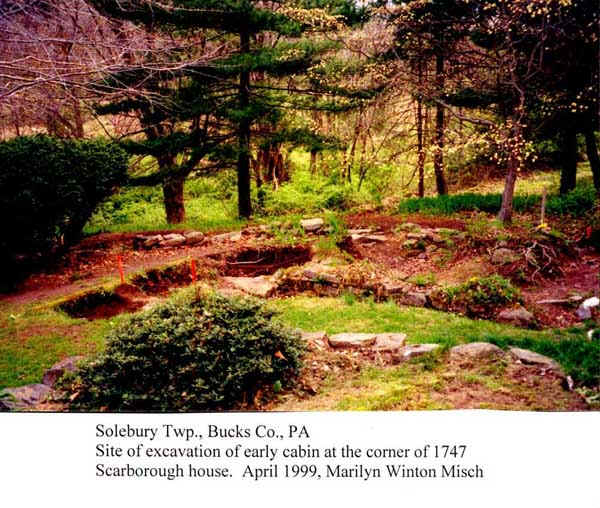 Solebury Twp., Bucks Co., PA
Site of excavation of early cabin at the corner of 1747
Scarborough house.  April 1999, Marilyn Winton Misch